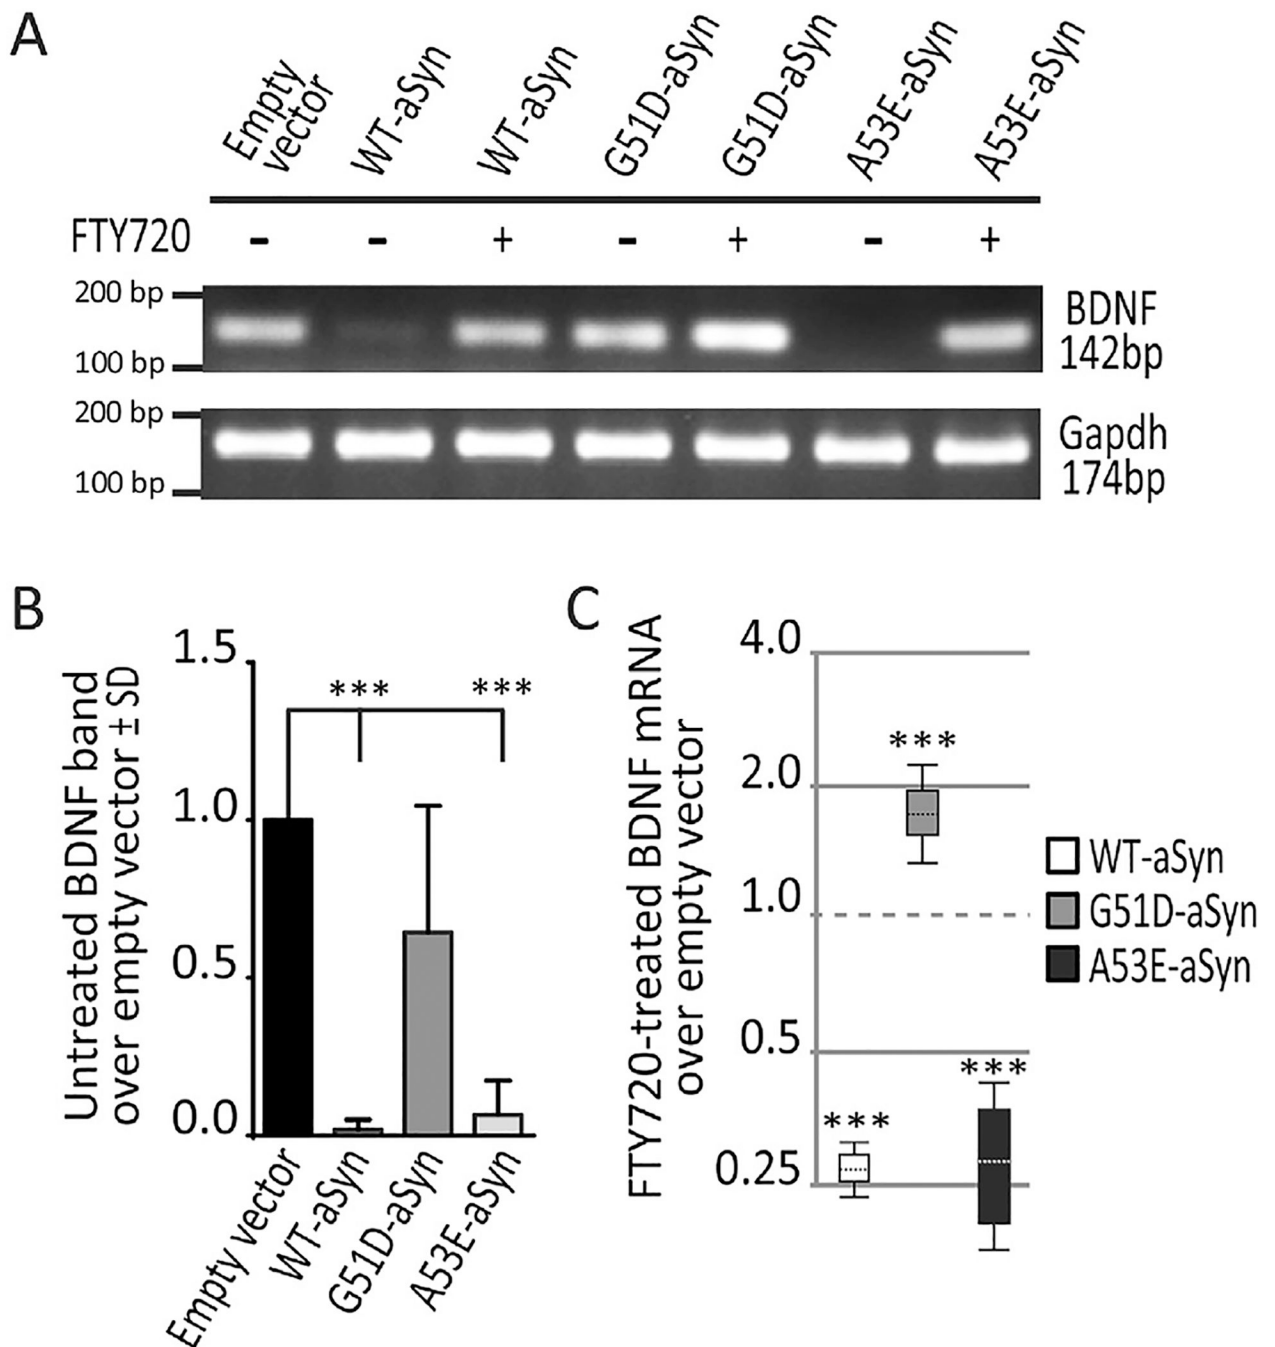 A
Empty
vector
WT-aSyn
WT-aSyn
G51D-aSyn
G51D-aSyn
A53E-aSyn
A53E-aSyn
FTY720 - - + - + - +
200 bp
100 bp
BDNF
142bp
200 bp
100 bp
Gapdh
174bp
B
Untreated BDNF band
over empty vector ± SD
1.5
1.0
0.5
0.0
***
***
Empty vector
WT-aSyn
G51D-aSyn
A53E-aSyn
C
FTY720-treated BDNF mRNA
over empty vector
4.0
2.0
1.0
0.5
0.25
***
***
***
WT-aSyn
G51D-aSyn
A53E-aSyn